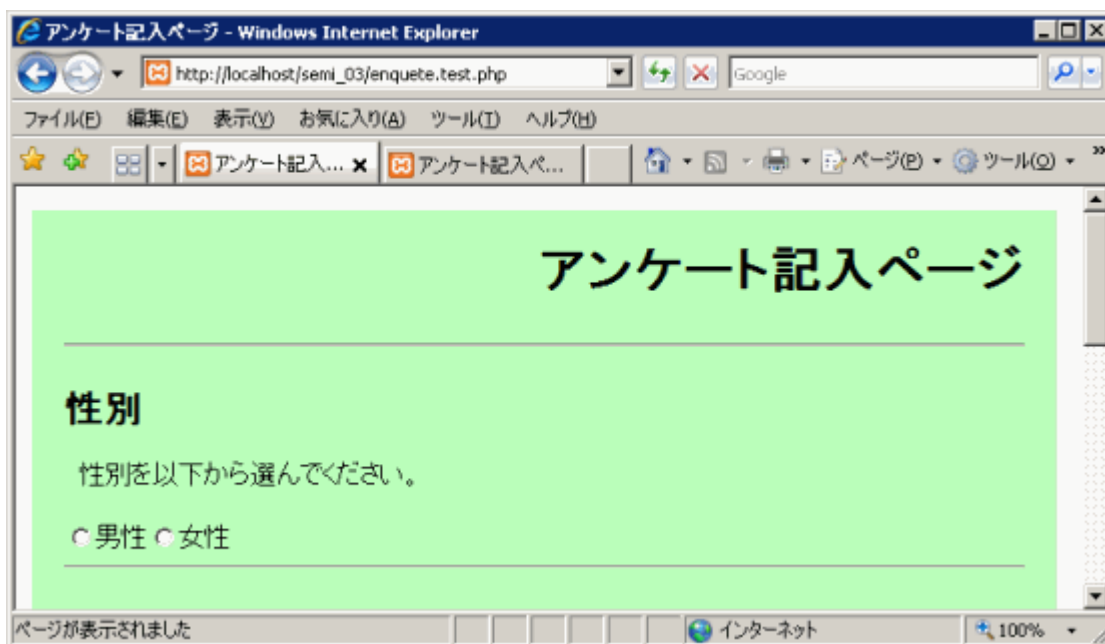 アンケート記入ページ - Windows Internet Explorer
http://localhost/semi_03/enquete.test.php Google
ファイル(F) 編集(E) 表示(V) お気に入り(A) ツール(T) ヘルプ(H)
アンケート記入... アンケート記入ペ... ページ(P) ツール(O) »
アンケート記入ページ
性別
性別を以下から選んでください。
男性 女性
ページが表示されました インターネット 100%